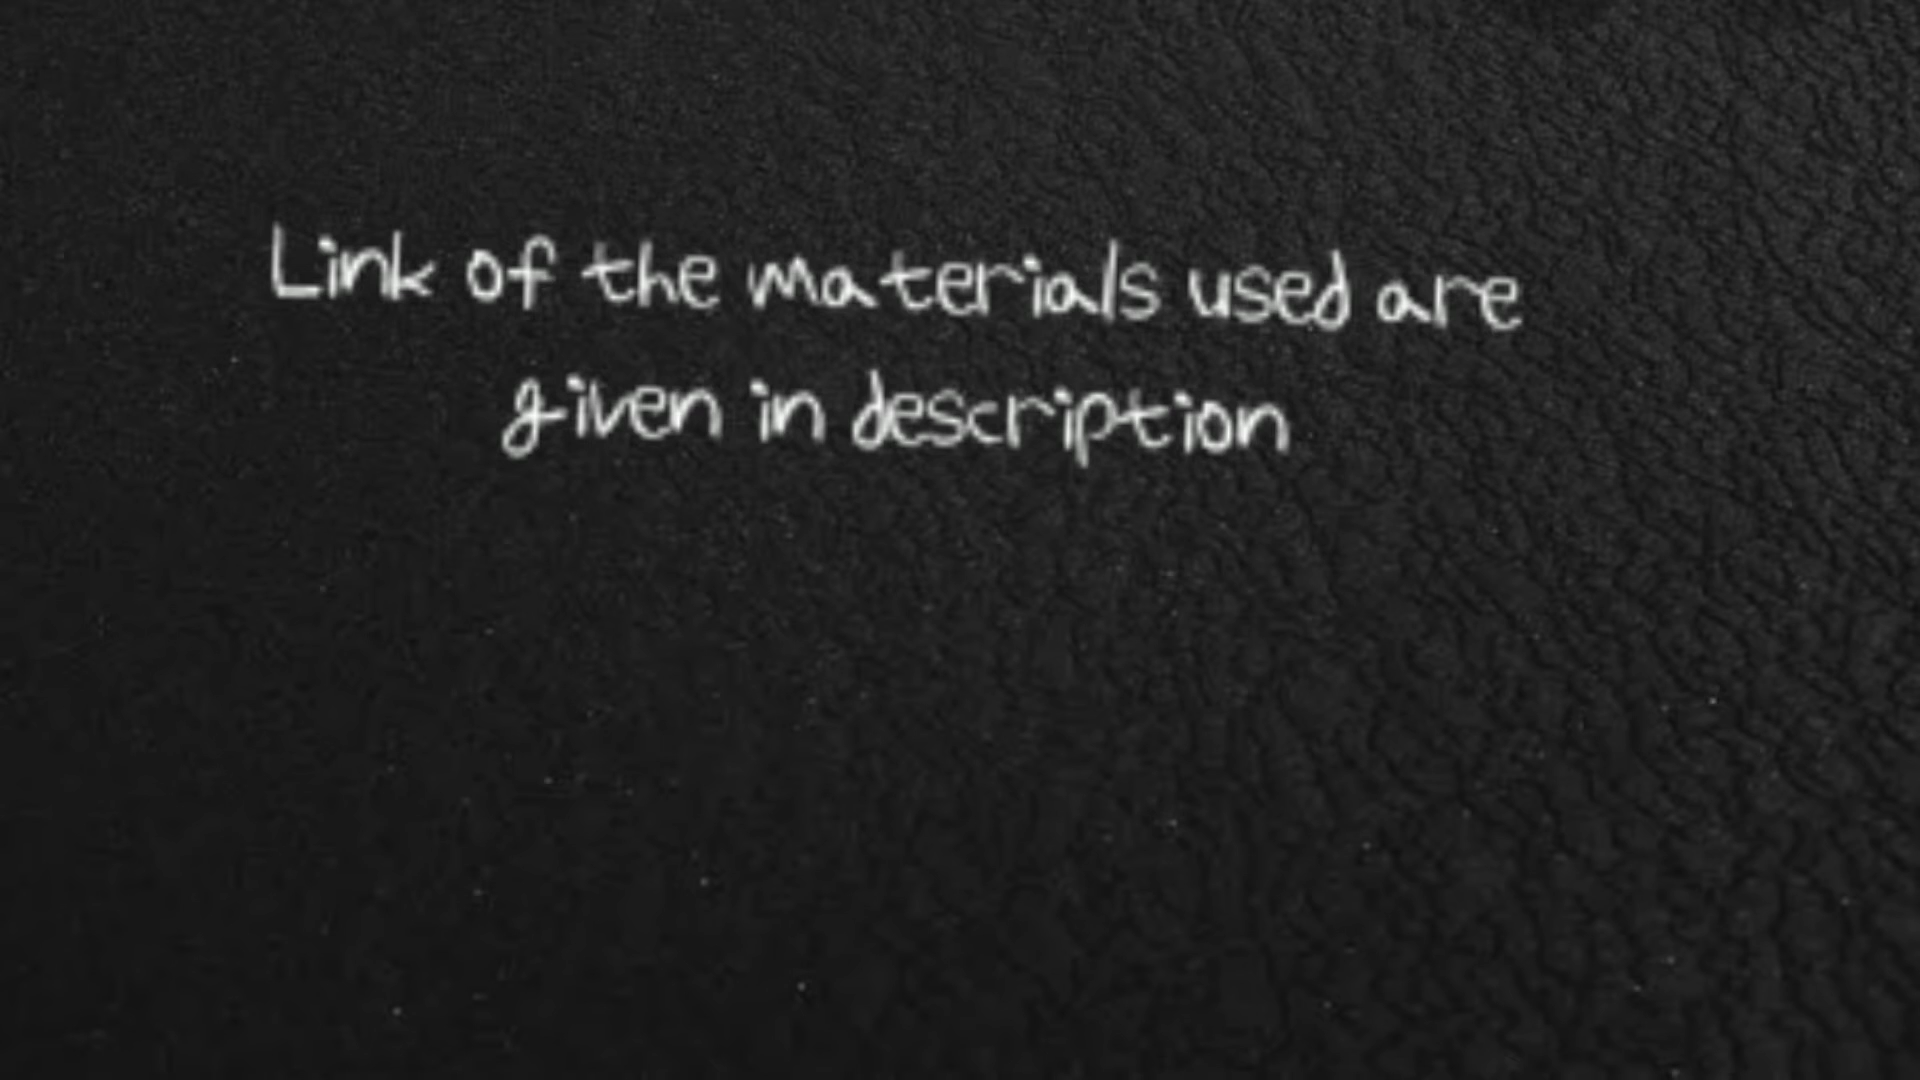 Link of the materials used are
given in description